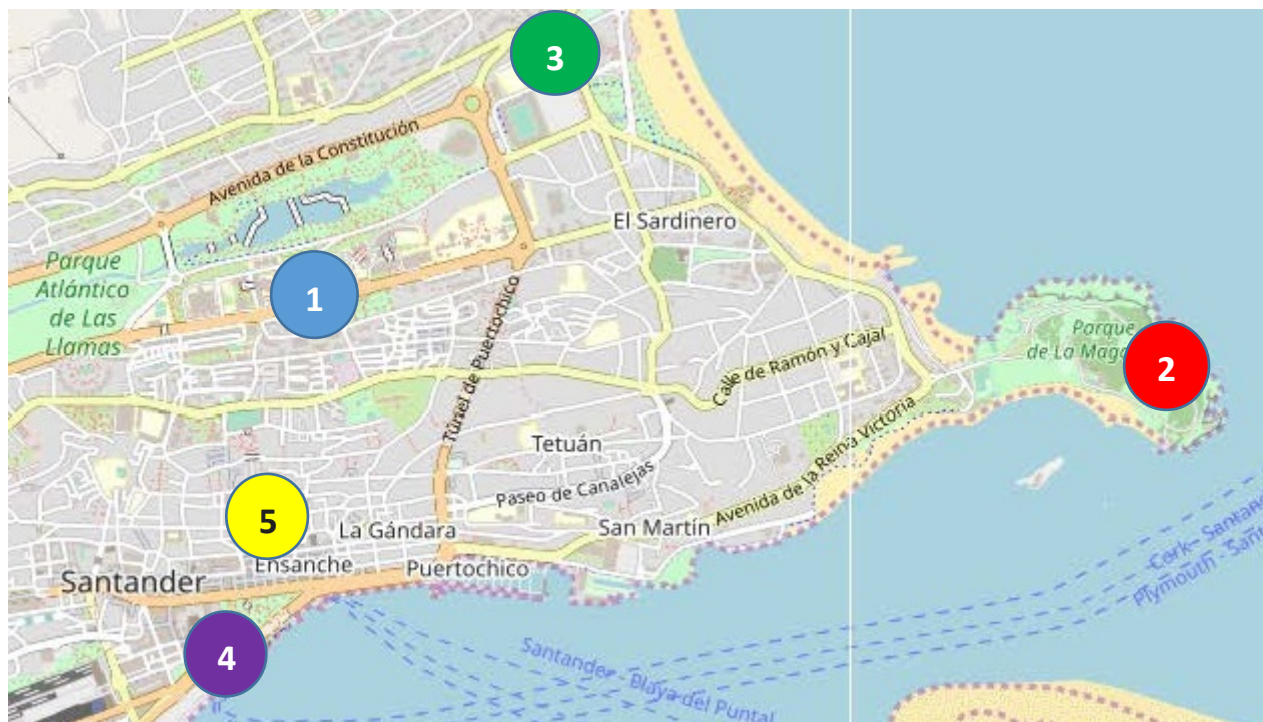 3
Avenida de la Constitución
El Sardinero
Parque
Atlántico
de Las
Llamas
1
Túnel de Puertochico
Parque
de La Mag
2
Calle de Ramón y Cajal
Avenida de la Reina Victoria
Tetuán
Paseo de Canalejas
5
La Gándara
San Martín
Ensanche
Puertochico
Santander
4
Cork - Santand
Plymouth - Sant
Santander - Playa del Puntal